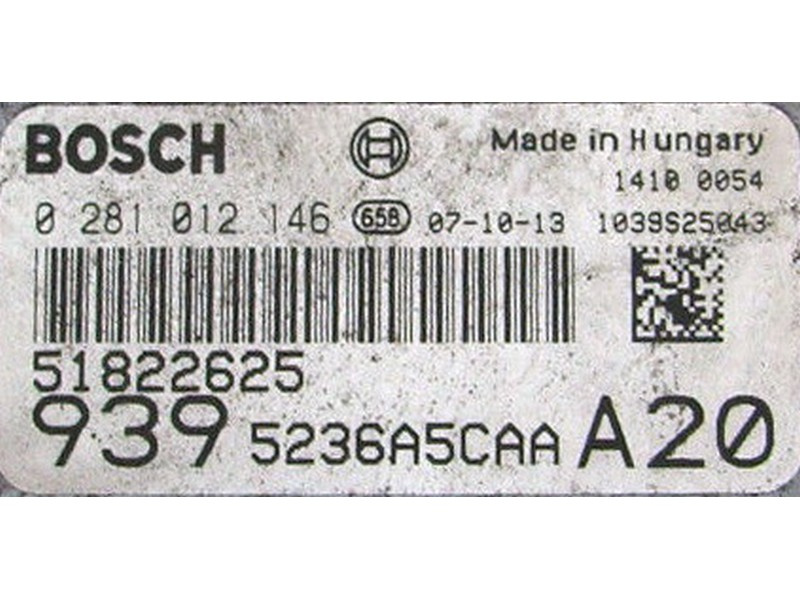 BOSCH Made in Hungary
1410 0054
0 281 012 146 658 07-10-13 1039S25043
51822625
939 5236A5CAA A20